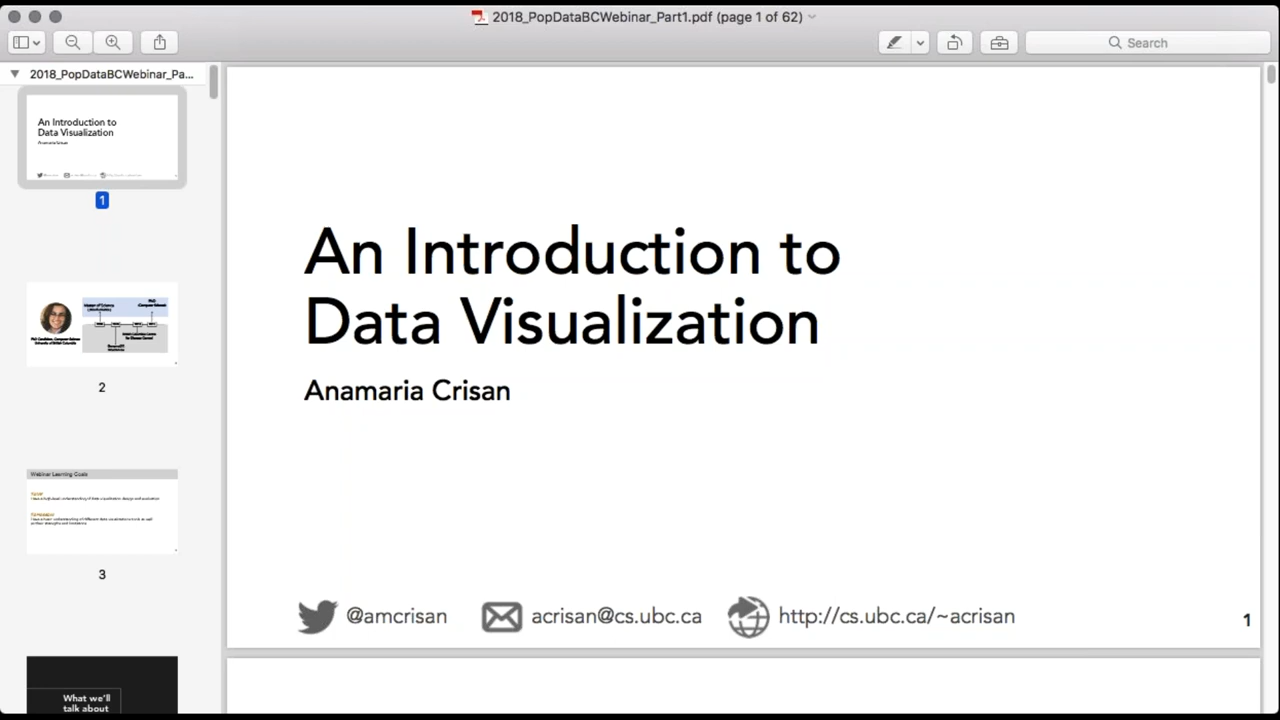 2018_PopDataBCWebinar_Part1.pdf (page 1 of 62)
Search
2018_PopDataBCWebinar_Pa...
An Introduction to
Data Visualization
Anamaria Crisan
1
2
Webinar Learning Goals
3
What we'll
talk about
An Introduction to
Data Visualization
Anamaria Crisan
@amcrisan
acrisan@cs.ubc.ca
http://cs.ubc.ca/~acrisan
1